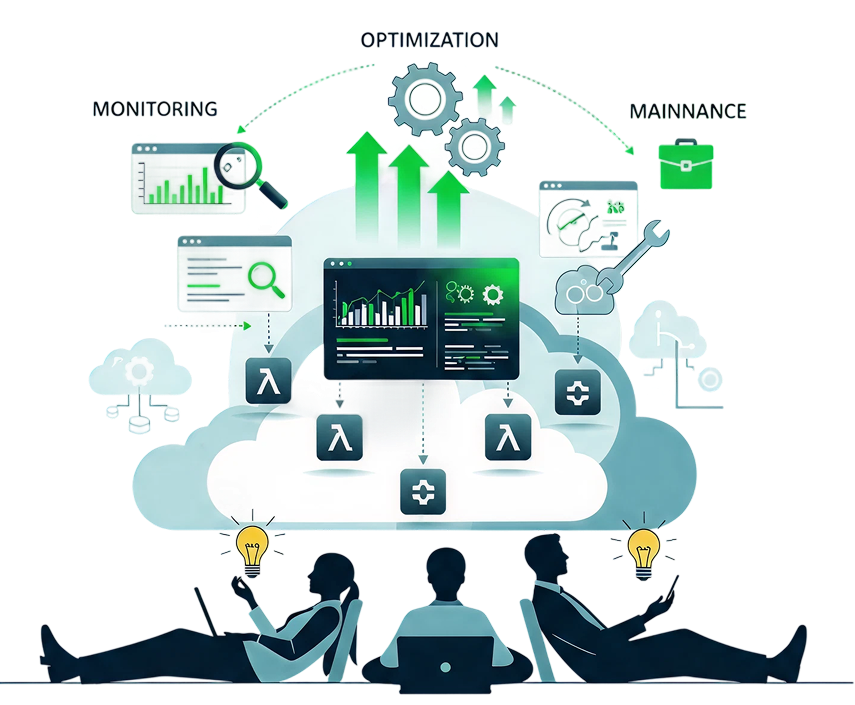 OPTIMIZATION
MONITORING
MAINNANCE
λ
λ
λ